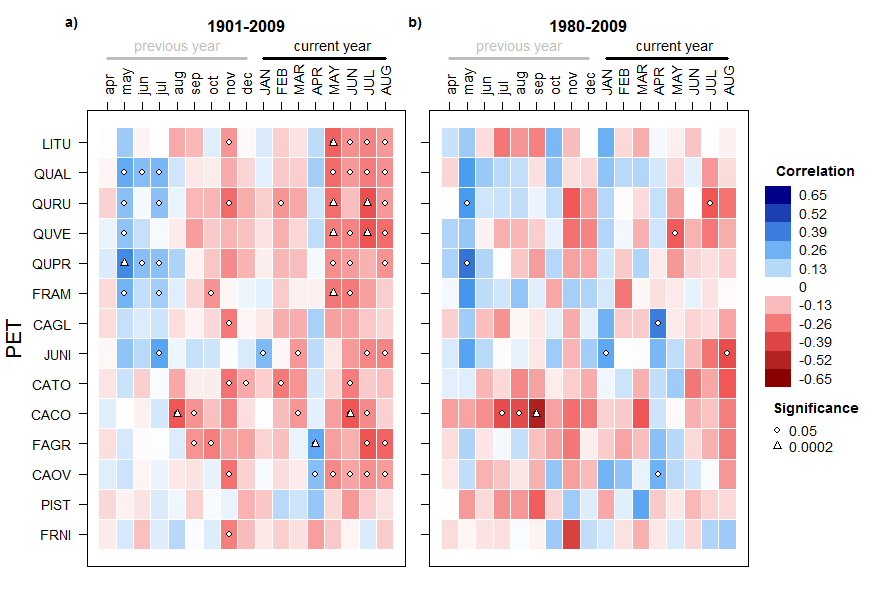 a)
1901-2009
previous year
current year
apr may jun jul aug sep oct nov dec JAN FEB MAR APR MAY JUN JUL AUG
b)
1980-2009
previous year
current year
apr may jun jul aug sep oct nov dec JAN FEB MAR APR MAY JUN JUL AUG
PET
LITU
QUAL
QURU
QUVE
QUPR
FRAM
CAGL
JUNI
CATO
CACO
FAGR
CAOV
PIST
FRNI
Correlation
0.65
0.52
0.39
0.26
0.13
0
-0.13
-0.26
-0.39
-0.52
-0.65
Significance
0.05
0.0002